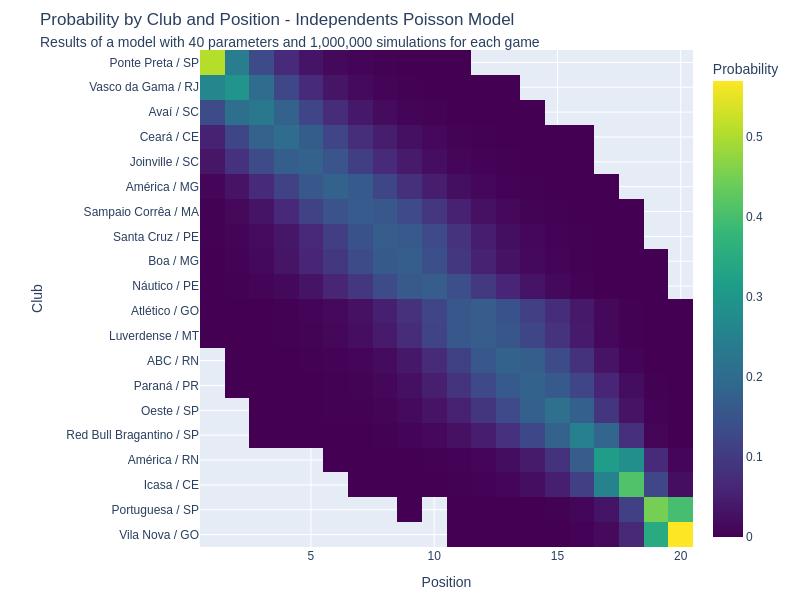 Probability by Club and Position - Independents Poisson Model
Results of a model with 40 parameters and 1,000,000 simulations for each game
Probability
0.5
0.4
0.3
0.2
0.1
0
Club
Ponte Preta / SP
Vasco da Gama / RJ
Avaí / SC
Ceará / CE
Joinville / SC
América / MG
Sampaio Corrêa / MA
Santa Cruz / PE
Boa / MG
Náutico / PE
Atlético / GO
Luverdense / MT
ABC / RN
Paraná / PR
Oeste / SP
Red Bull Bragantino / SP
América / RN
Icasa / CE
Portuguesa / SP
Vila Nova / GO
5 10 15 20
Position